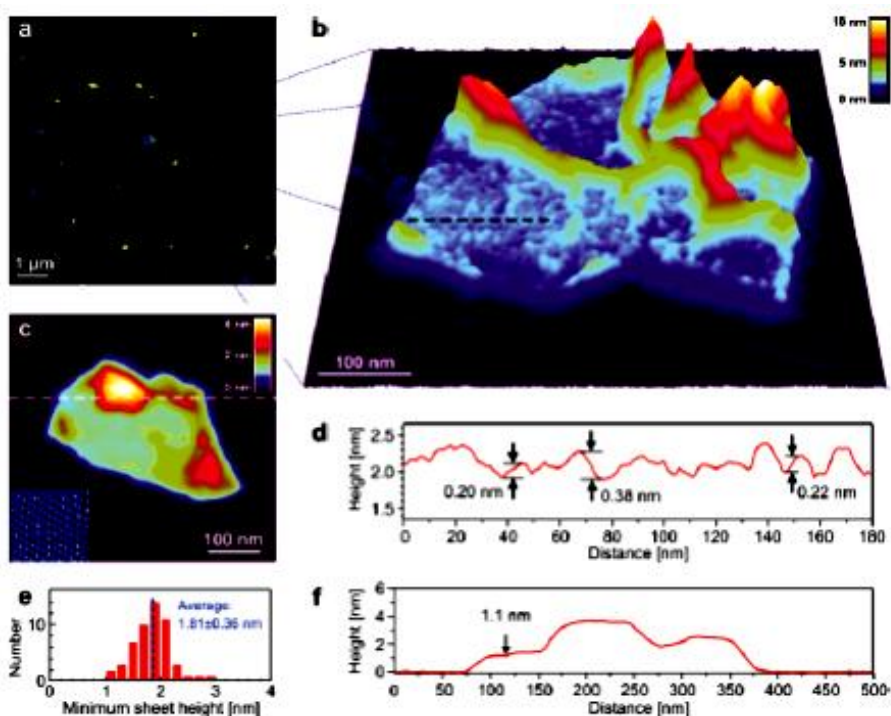 a
1 µm
b
15 nm
5 nm
0 nm
100 nm
c
100 nm
d
Height [nm]
2.5
2.0
1.5
0.20 nm
0.38 nm
0.22 nm
0 20 40 60 80 100 120 140 160 180
Distance [nm]
e
Number
10
0
Average
1.81±0.36 nm
0 1 2 3 4
Minimum sheet height [nm]
f
Height [nm]
6
4
2
0
1.1 nm
0 50 100 150 200 250 300 350 400 450 500
Distance [nm]